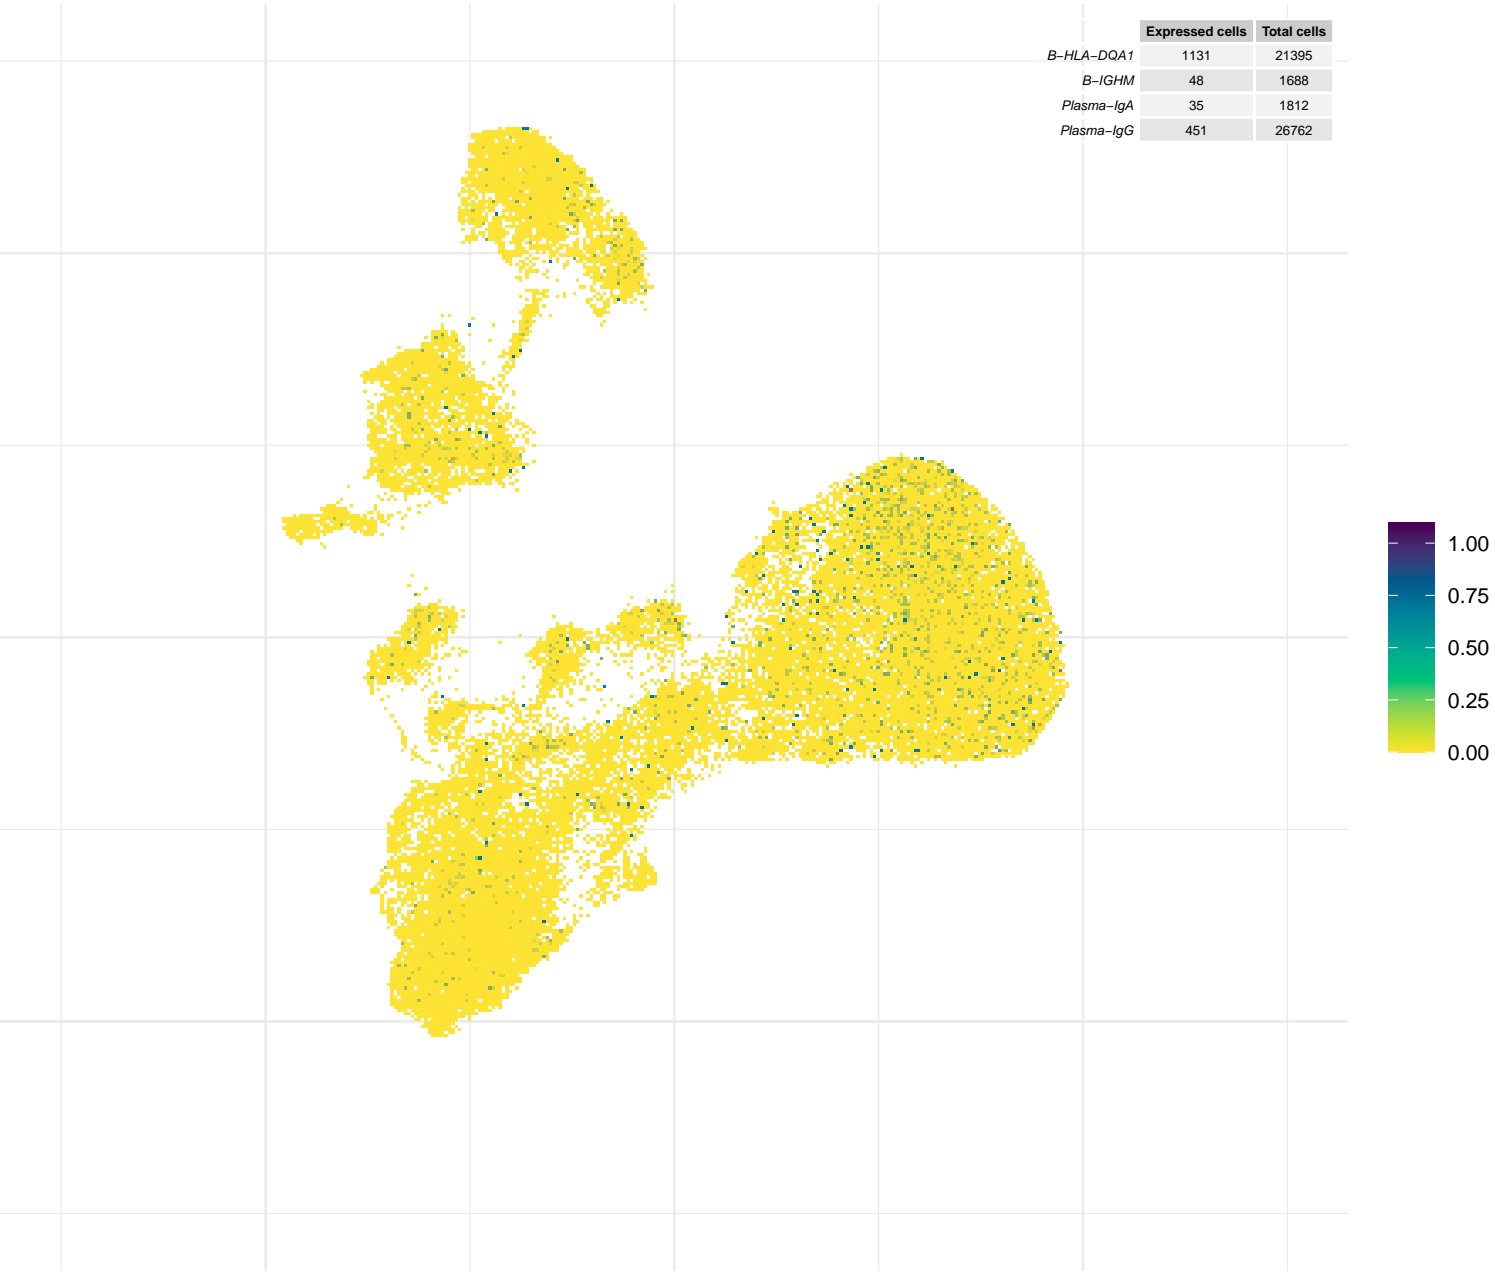 Expressed cells Total cells
B−HLA−DQA1 1131 21395
B−IGHM 48 1688
Plasma−IgA 35 1812
Plasma−IgG 451 26762
1.00
0.75
0.50
0.25
0.00